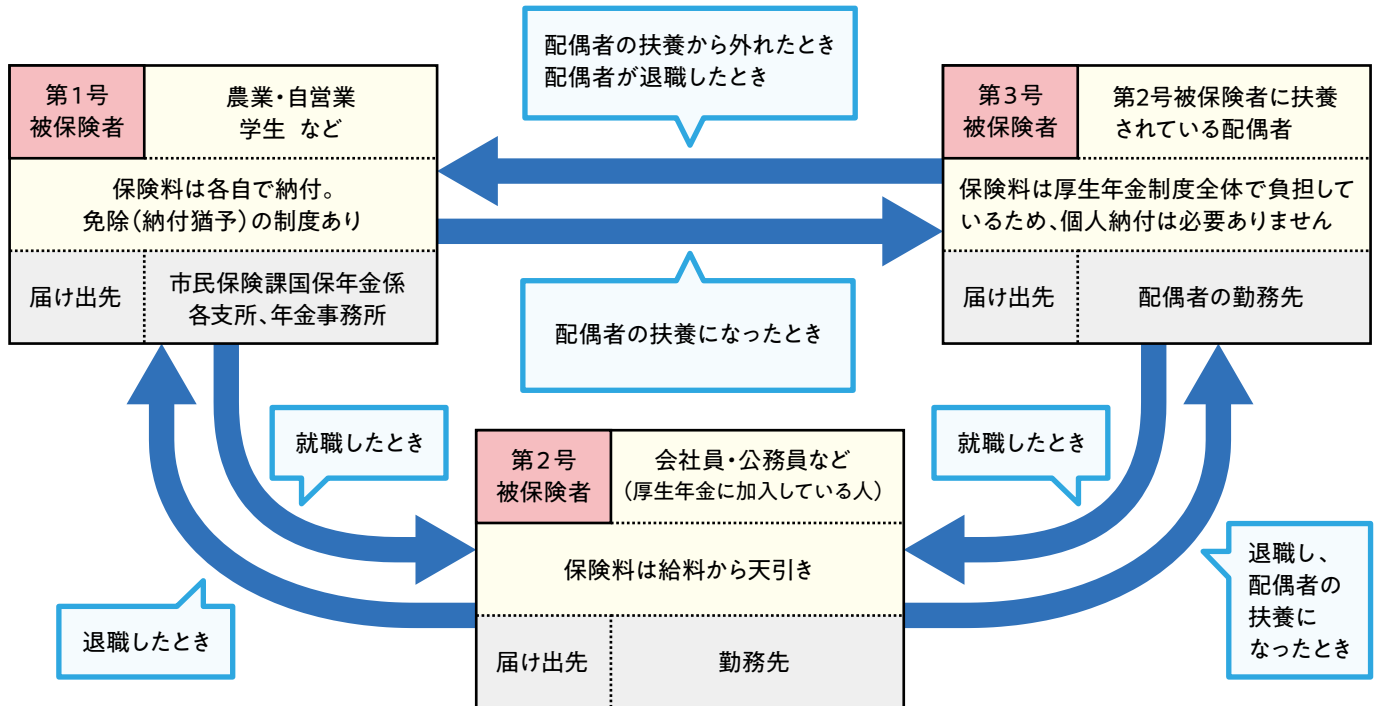 配偶者の扶養から外れたとき
配偶者が退職したとき
第1号
被保険者
農業・自営業
学生 など
保険料は各自で納付。
免除(納付猶予)の制度あり
届け出先
市民保険課国保年金係
各支所、年金事務所
第3号
被保険者
第2号被保険者に扶養
されている配偶者
保険料は厚生年金制度全体で負担して
いるため、個人納付は必要ありません
届け出先
配偶者の勤務先
配偶者の扶養になったとき
就職したとき
退職したとき
第2号
被保険者
会社員・公務員など
(厚生年金に加入している人)
保険料は給料から天引き
届け出先
勤務先
就職したとき
退職し、
配偶者の
扶養に
なったとき